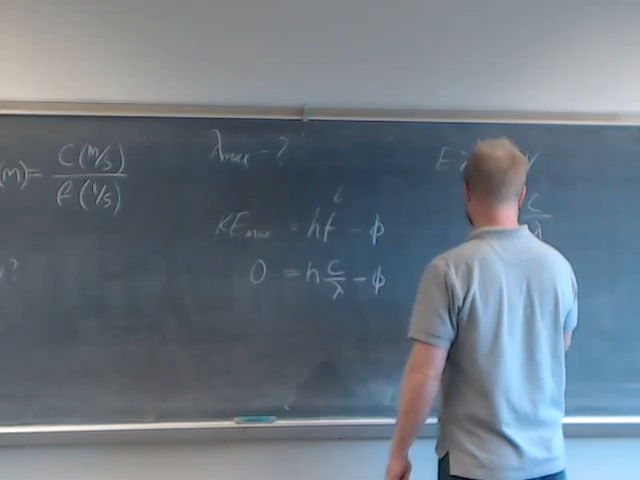 (m) = C (m/s) / f (1/s)
λmax - ?
KEmax = hf - ϕ
0 = h c/λ - ϕ
E
c/λ